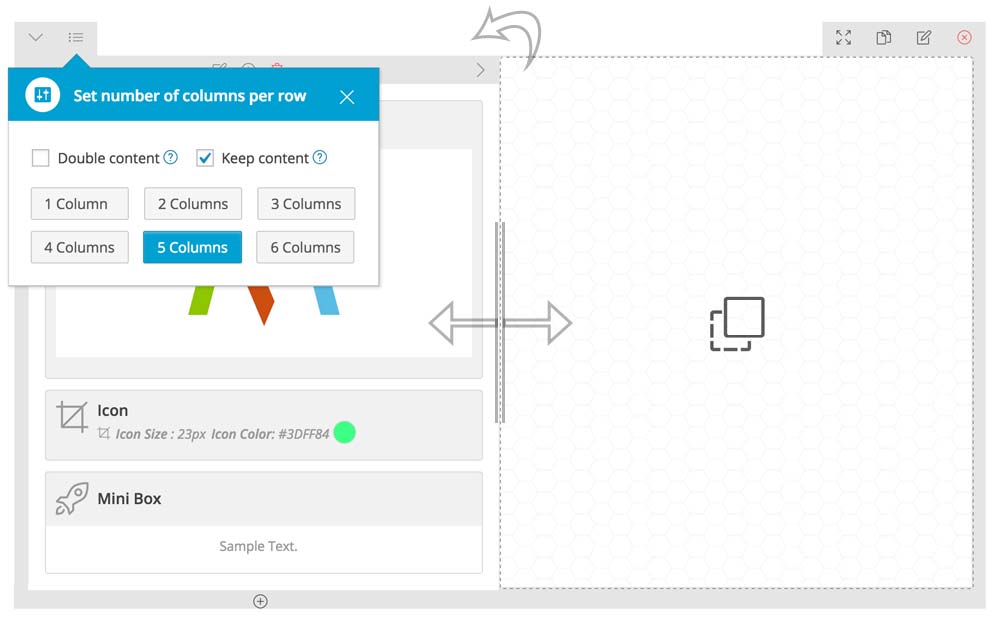 Set number of columns per row
Double content ? Keep content ?
1 Column 2 Columns 3 Columns
4 Columns 5 Columns 6 Columns
Icon
Icon Size : 23px Icon Color: #3DFF84
Mini Box
Sample Text.